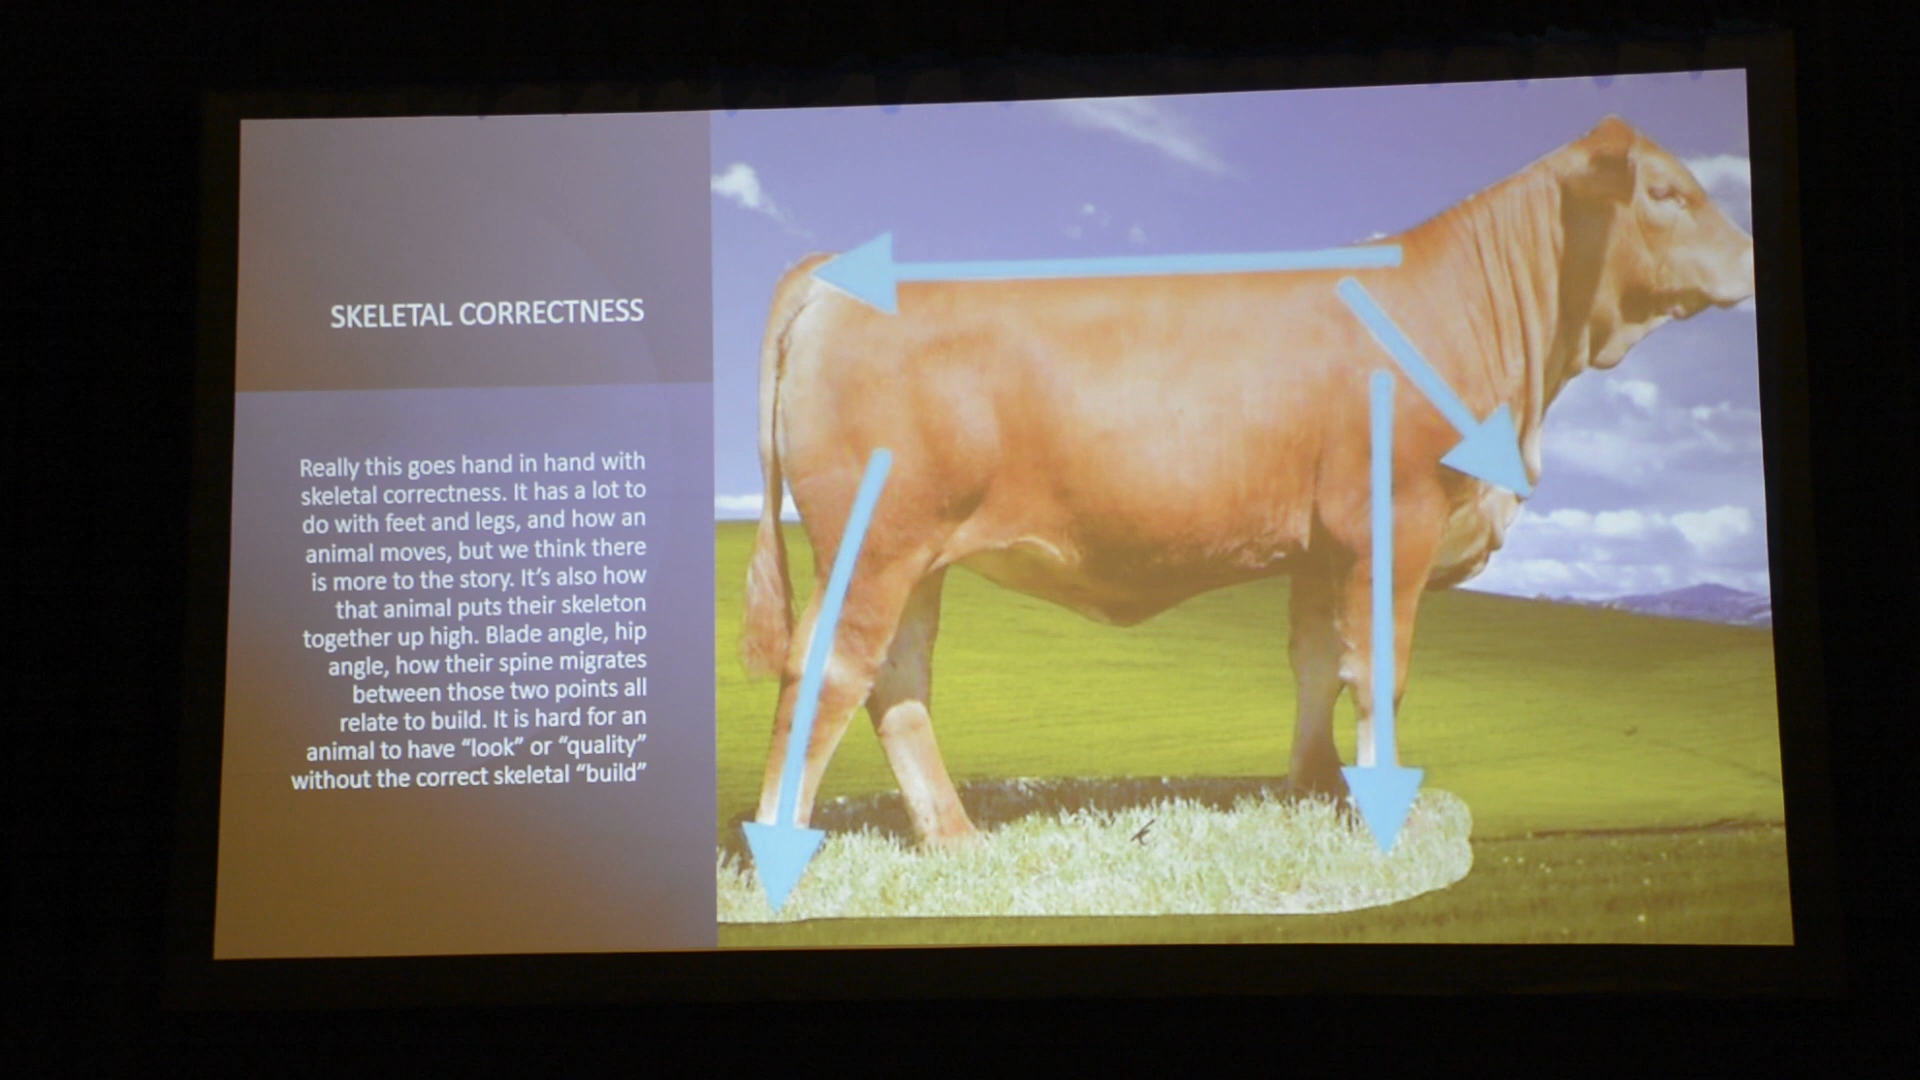 SKELETAL CORRECTNESS
Really this goes hand in hand with
skeletal correctness. It has a lot to
do with feet and legs, and how an
animal moves, but we think there
is more to the story. It’s also how
that animal puts their skeleton
together up high. Blade angle, hip
angle, how their spine migrates
between those two points all
relate to build. It is hard for an
animal to have “look” or “quality”
without the correct skeletal “build”